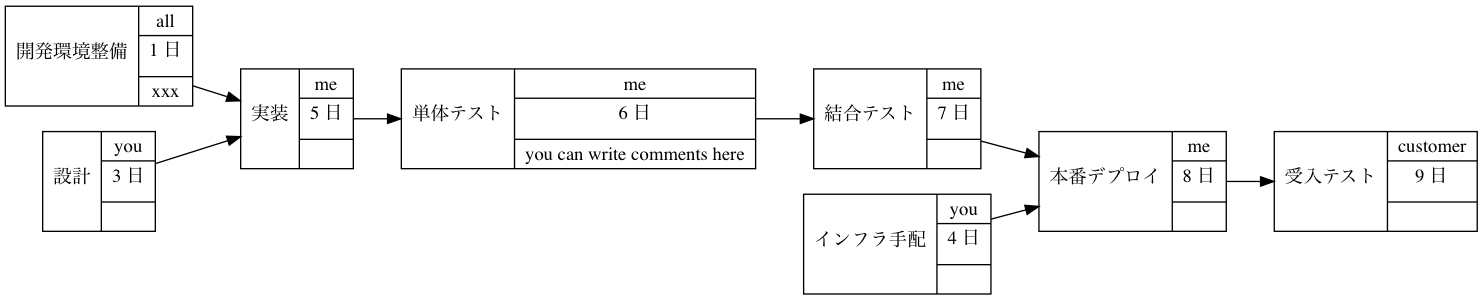 開発環境整備
all
1 日
xxx
設計
you
3 日
実装
me
5 日
単体テスト
me
6 日
you can write comments here
結合テスト
me
7 日
インフラ手配
you
4 日
本番デプロイ
me
8 日
受入テスト
customer
9 日